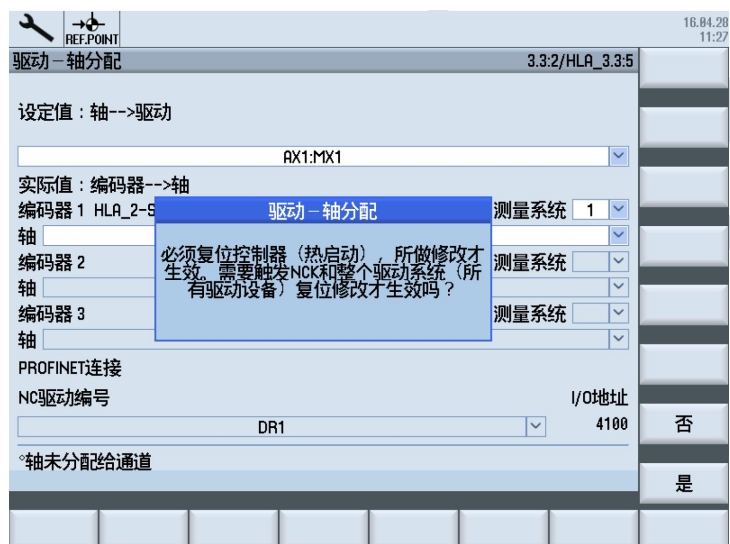 REF.POINT
16.04.28
11:27
驱动－轴分配 3.3:2/HLA_3.3:5
设定值：轴-->驱动
AX1:MX1
实际值：编码器-->轴
编码器 1 HLA_2-S 测量系统 1
轴
编码器 2 测量系统
轴
编码器 3 测量系统
轴
驱动－轴分配
必须复位控制器（热启动），所做修改才
生效。需要触发NCK和整个驱动系统（所
有驱动设备）复位修改才生效吗？
PROFINET连接
NC驱动编号 I/O地址
DR1 4100
否
°轴未分配给通道
是